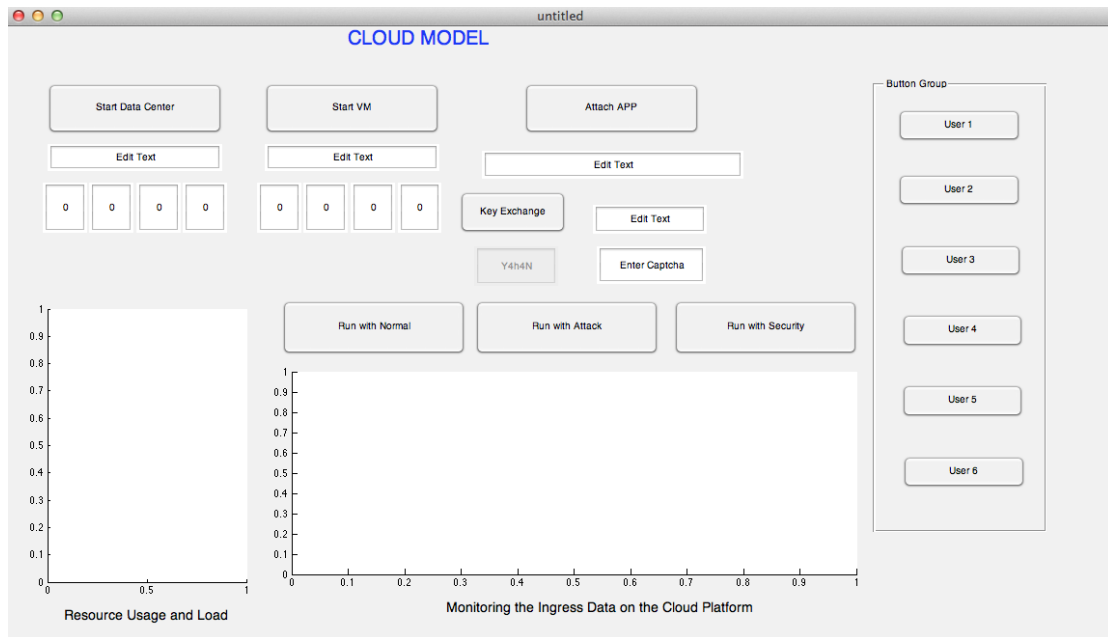 untitled
CLOUD MODEL
Start Data Center
Start VM
Attach APP
Button Group
User 1
Edit Text
Edit Text
Edit Text
User 2
0 0 0 0
0 0 0 0
Key Exchange
Edit Text
Y4h4N
Enter Captcha
User 3
Run with Normal
Run with Attack
Run with Security
User 4
User 5
User 6
1
0.9
0.8
0.7
0.6
0.5
0.4
0.3
0.2
0.1
0
0 0.5 1
Resource Usage and Load
1
0.9
0.8
0.7
0.6
0.5
0.4
0.3
0.2
0.1
0
0 0.1 0.2 0.3 0.4 0.5 0.6 0.7 0.8 0.9 1
Monitoring the Ingress Data on the Cloud Platform